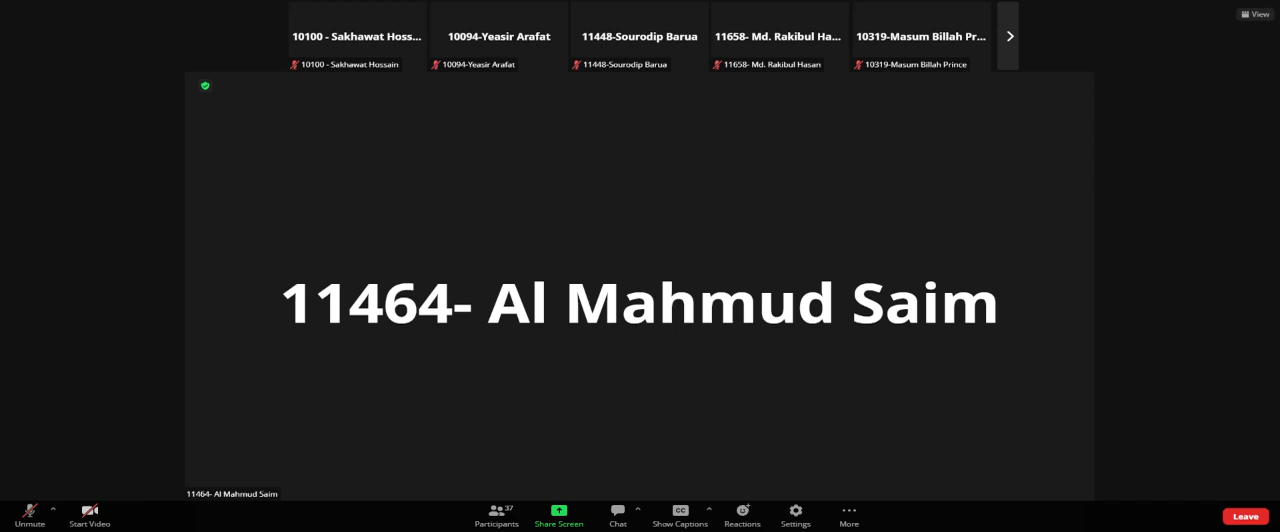 10100 - Sakhawat Hoss...
10094-Yeasir Arafat
11448-Sourodip Barua
11658- Md. Rakibul Ha...
10319-Masum Billah Pr...
View
10100 - Sakhawat Hossain
10094-Yeasir Arafat
11448-Sourodip Barua
11658- Md. Rakibul Hasan
10319-Masum Billah Prince
11464- Al Mahmud Saim
11464- Al Mahmud Saim
Unmute
Start Video
37
Participants
Share Screen
Chat
CC
Show Captions
Reactions
Settings
More
Leave